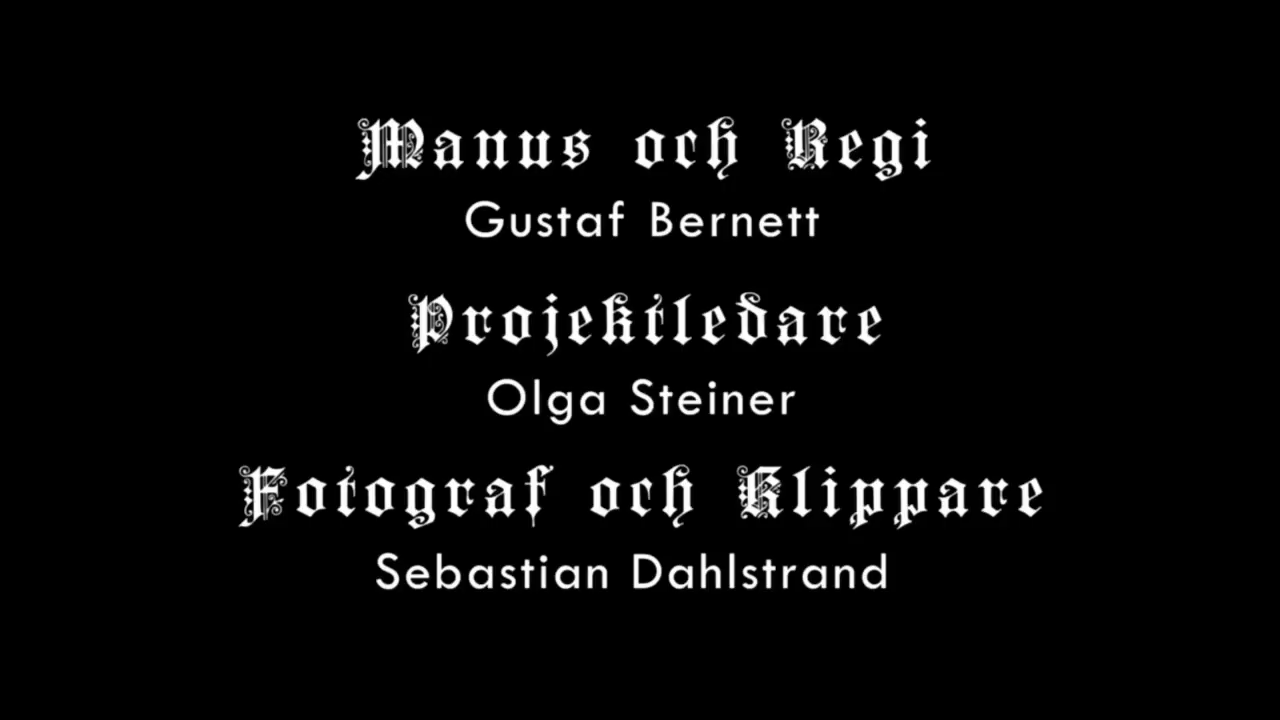 Manus och Regi
Gustaf Bernett
Projektledare
Olga Steiner
Fotograf och Klippare
Sebastian Dahlstrand